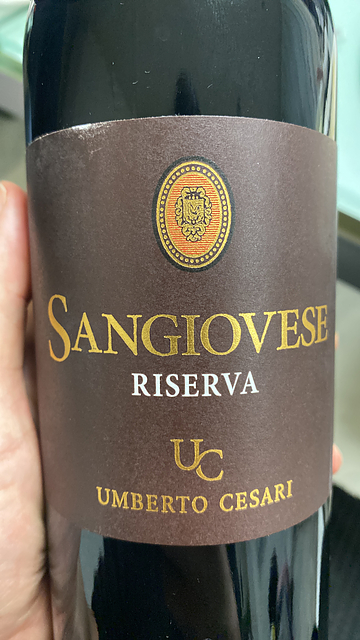 SANGIOVESE
RISERVA
UC
UMBERTO CESARI